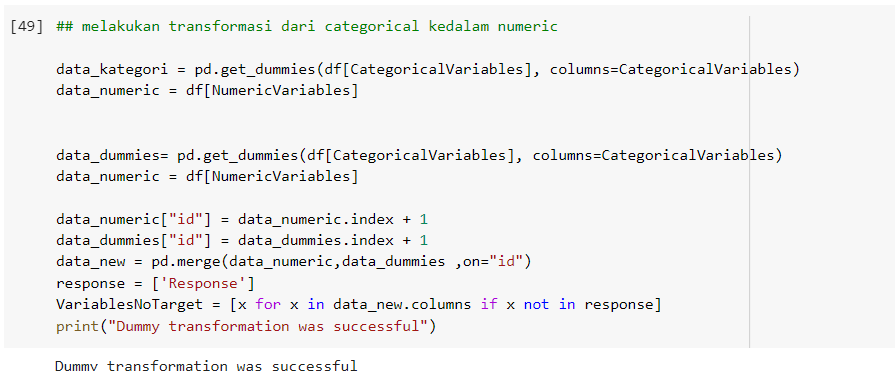 [49] ## melakukan transformasi dari categorical kedalam numeric
data_kategori = pd.get_dummies(df[CategoricalVariables], columns=CategoricalVariables)
data_numeric = df[NumericVariables]
data_dummies= pd.get_dummies(df[CategoricalVariables], columns=CategoricalVariables)
data_numeric = df[NumericVariables]
data_numeric["id"] = data_numeric.index + 1
data_dummies["id"] = data_dummies.index + 1
data_new = pd.merge(data_numeric,data_dummies ,on="id")
response = ['Response']
VariablesNoTarget = [x for x in data_new.columns if x not in response]
print("Dummy transformation was successful")
Dummy transformation was successful